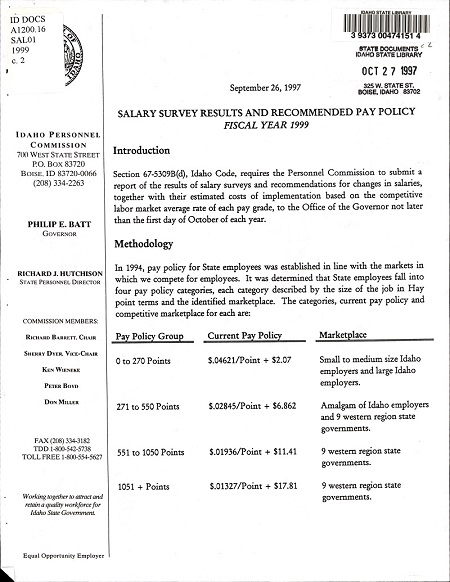 ID DOCS
A1200.16
SAL01
1999
c. 2
IDAHO STATE LIBRARY
3 9373 00474151 4
STATE DOCUMENTS c 2
IDAHO STATE LIBRARY
OCT 27 1997
325 W. STATE ST.
BOISE, IDAHO 83702
September 26, 1997
SALARY SURVEY RESULTS AND RECOMMENDED PAY POLICY
FISCAL YEAR 1999
IDAHO PERSONNEL
COMMISSION
700 WEST STATE STREET
P.O. BOX 83720
BOISE, ID 83720-0066
(208) 334-2263
PHILIP E. BATT
GOVERNOR
RICHARD J. HUTCHISON
STATE PERSONNEL DIRECTOR
COMMISSION MEMBERS:
RICHARD BARRETT, CHAIR
SHERRY DYER, VICE-CHAIR
KEN WIENEKE
PETER BOYD
DON MILLER
FAX (208) 334-3182
TDD 1-800-542-5738
TOLL FREE 1-800-554-5627
Working together to attract and
retain a quality workforce for
Idaho State Government.
Equal Opportunity Employer
Introduction
Section 67-5309B(d), Idaho Code, requires the Personnel Commission to submit a
report of the results of salary surveys and recommendations for changes in salaries,
together with their estimated costs of implementation based on the competitive
labor market average rate of each pay grade, to the Office of the Governor not later
than the first day of October of each year.
Methodology
In 1994, pay policy for State employees was established in line with the markets in
which we compete for employees. It was determined that State employees fall into
four pay policy categories, each category described by the size of the job in Hay
point terms and the identified marketplace. The categories, current pay policy and
competitive marketplace for each are:
Pay Policy Group Current Pay Policy Marketplace
0 to 270 Points $.04621/Point + $2.07 Small to medium size Idaho
employers and large Idaho
employers.
271 to 550 Points $.02845/Point + $6.862 Amalgam of Idaho employers
and 9 western region state
governments.
551 to 1050 Points $.01936/Point + $11.41 9 western region state
governments.
1051 + Points $.01327/Point + $17.81 9 western region state
governments.